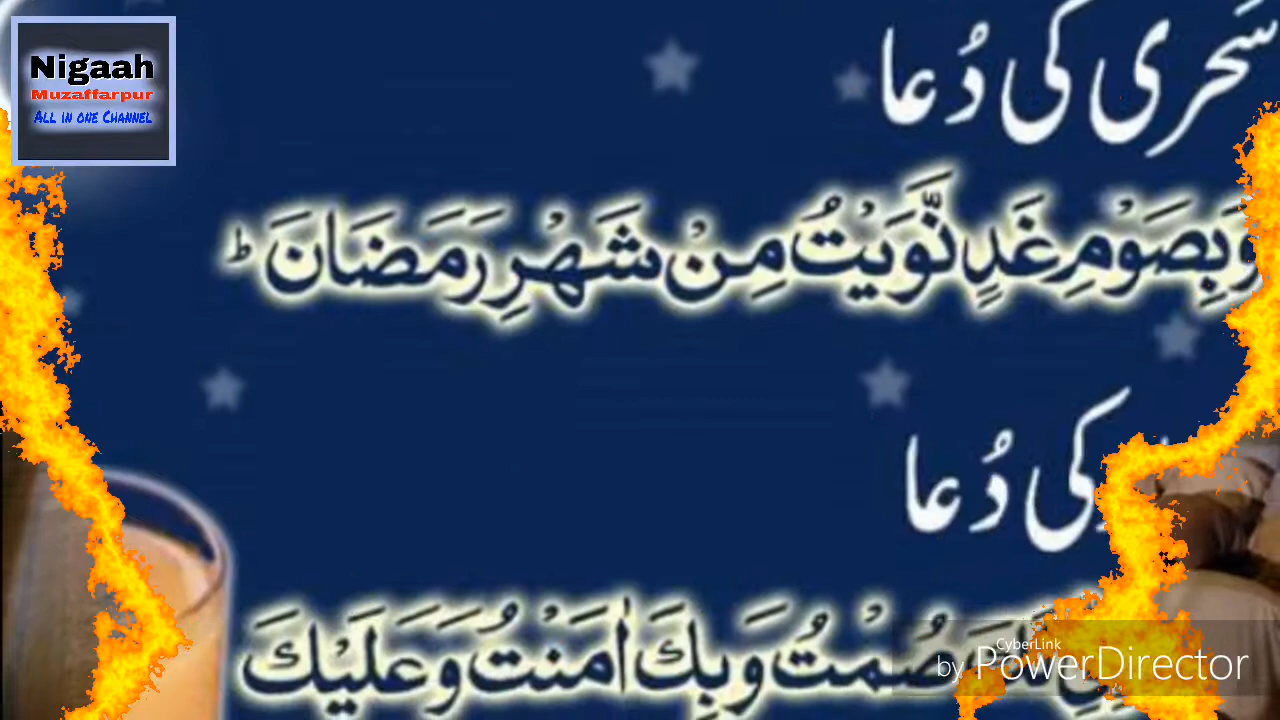 Nigaah
Muzaffarpur
ALL IN ONE CHANNEL
سَحری کی دُعا
وَبِصَوْمِ غَدٍ نَّوَيْتُ مِنْ شَهْرِ رَمَضَانَ ؕ
کی دُعا
صُمْتُ وَبِكَ اٰمَنْتُ وَعَلَيْكَ
CyberLink
by PowerDirector